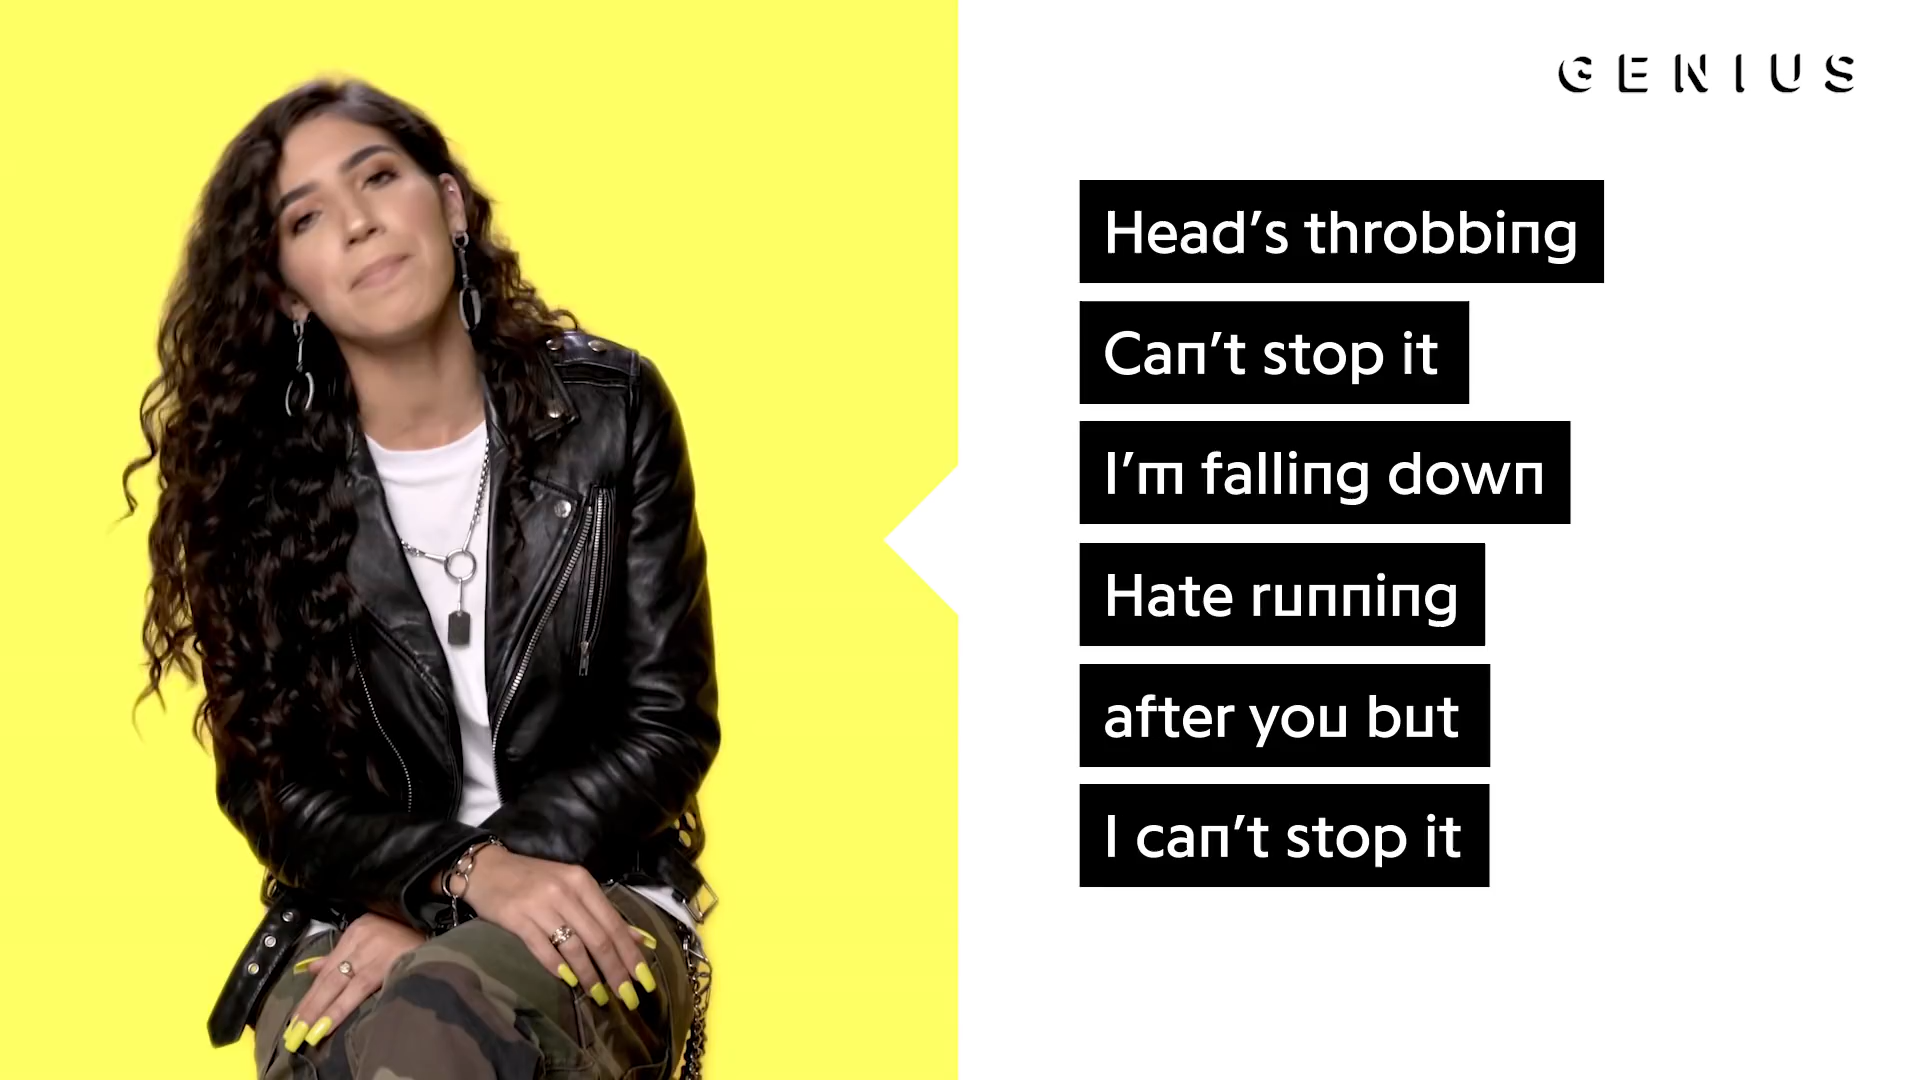 GENIUS
Head’s throbbing
Can’t stop it
I’m falling down
Hate running
after you but
I can’t stop it